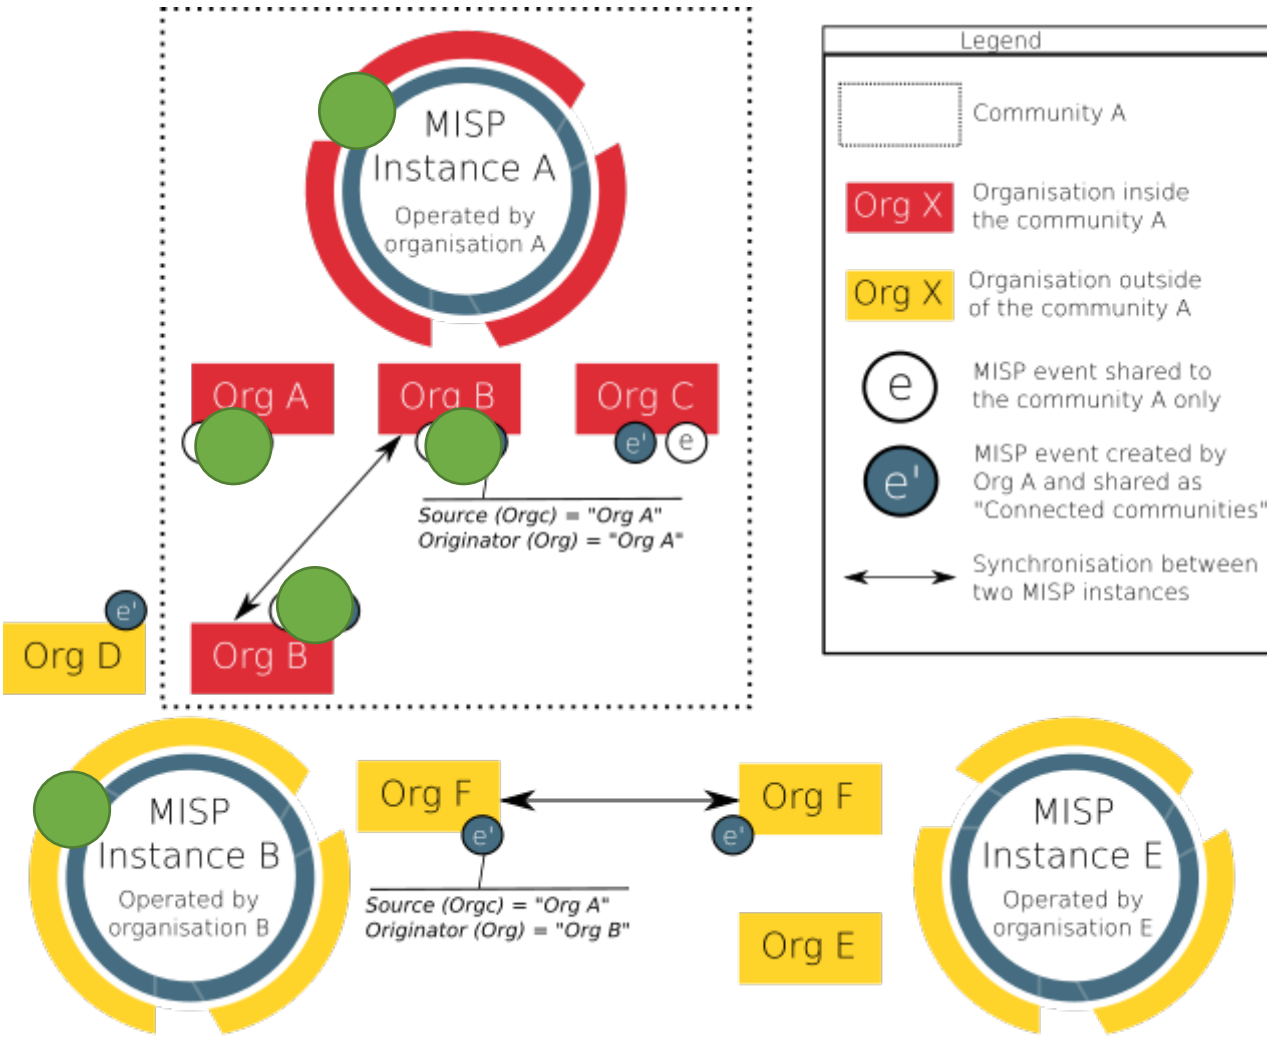 MISP
Instance A
Operated by
organisation A
Org A
Org B
Org C
e'
e
Source (Orgc) = "Org A"
Originator (Org) = "Org A"
e'
Org D
Org B
MISP
Instance B
Operated by
organisation B
Org F
e'
Source (Orgc) = "Org A"
Originator (Org) = "Org B"
Org F
e'
Org E
MISP
Instance E
Operated by
organisation E
Legend
Community A
Org X
Organisation inside
the community A
Org X
Organisation outside
of the community A
e
MISP event shared to
the community A only
e'
MISP event created by
Org A and shared as
"Connected communities"
Synchronisation between
two MISP instances